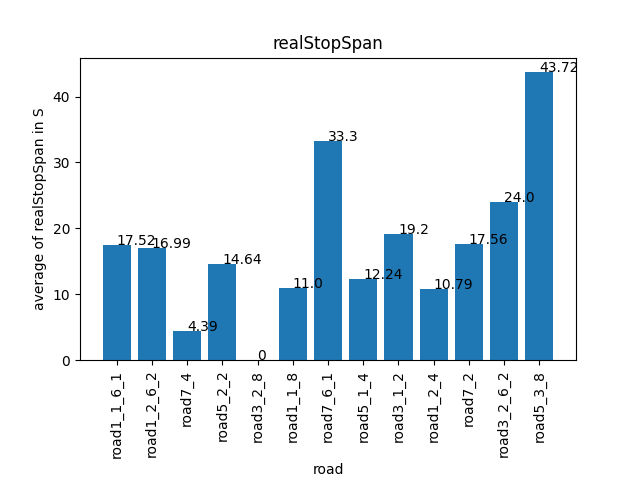 realStopSpan
average of realStopSpan in S
40
30
20
10
0
17.52
16.99
4.39
14.64
0
11.0
33.3
12.24
19.2
10.79
17.56
24.0
43.72
road1_1_6_1
road1_2_6_2
road7_4
road5_2_2
road3_2_8
road1_1_8
road7_6_1
road5_1_4
road3_1_2
road1_2_4
road7_2
road3_2_6_2
road5_3_8
road